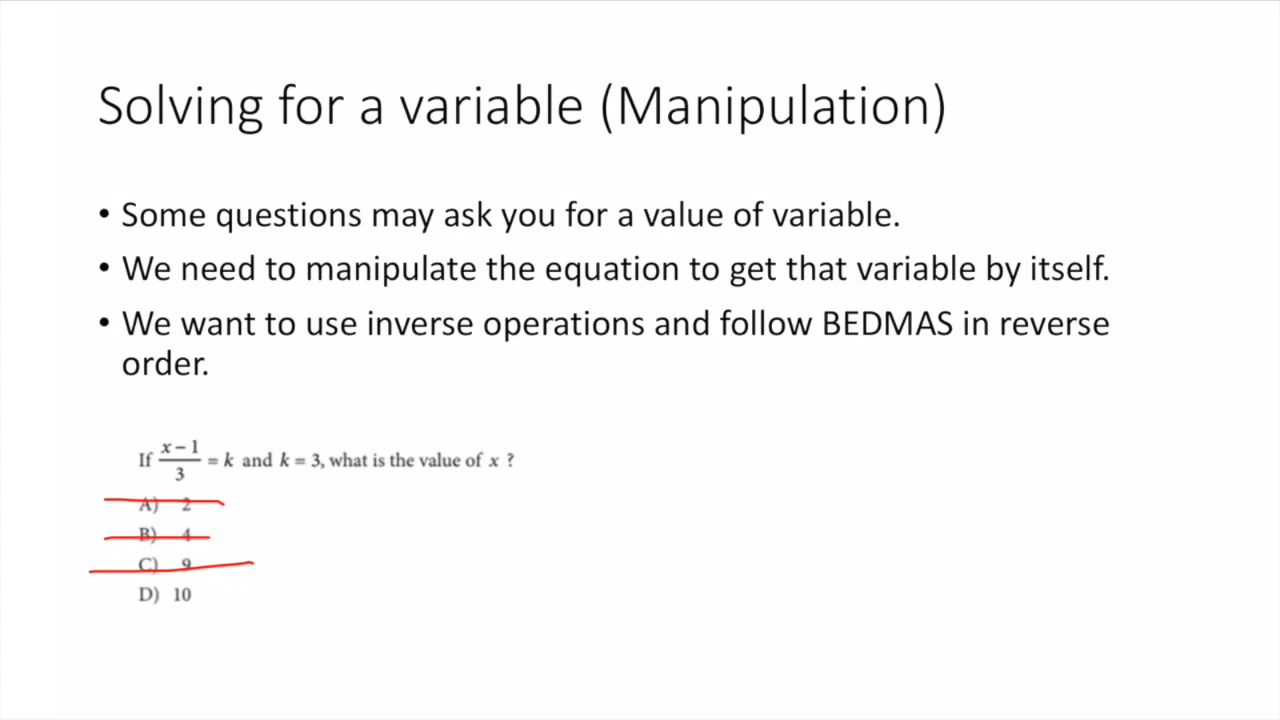 Solving for a variable (Manipulation)
• Some questions may ask you for a value of variable.
• We need to manipulate the equation to get that variable by itself.
• We want to use inverse operations and follow BEDMAS in reverse
order.
If (x − 1)/3 = k and k = 3, what is the value of x ?
A) 2
B) 4
C) 9
D) 10